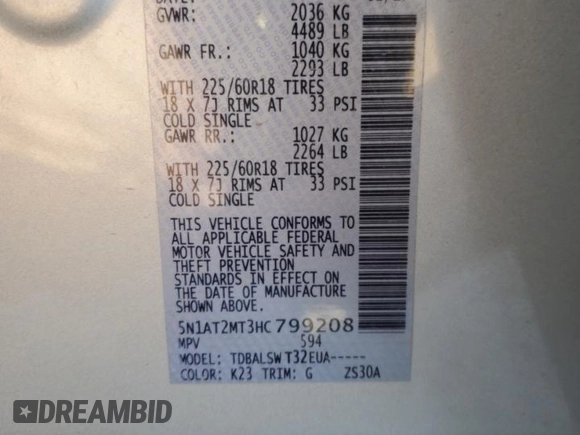 GVWR: 2036 KG
4489 LB
GAWR FR.: 1040 KG
2293 LB
WITH 225/60R18 TIRES
18 X 7J RIMS AT 33 PSI
COLD SINGLE
GAWR RR.: 1027 KG
2264 LB
WITH 225/60R18 TIRES
18 X 7J RIMS AT 33 PSI
COLD SINGLE
THIS VEHICLE CONFORMS TO
ALL APPLICABLE FEDERAL
MOTOR VEHICLE SAFETY AND
THEFT PREVENTION
STANDARDS IN EFFECT ON
THE DATE OF MANUFACTURE
SHOWN ABOVE.
5N1AT2MT3HC799208
MPV 594
MODEL: TDBALSW T32EUA-----
COLOR: K23 TRIM: G ZS30A
DREAMBID